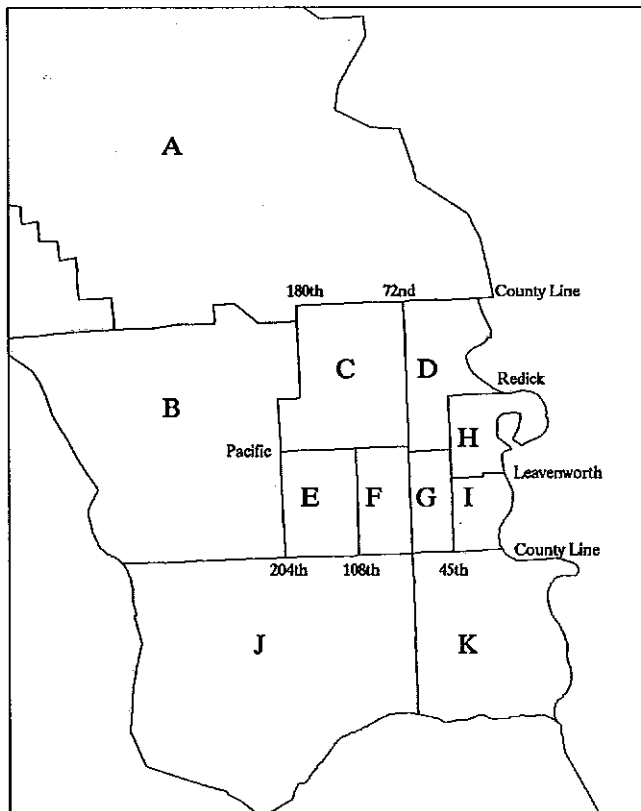 A
180th 72nd County Line
C D
Redick
B
H
Pacific
Leavenworth
E F G I
County Line
204th 108th 45th
J K